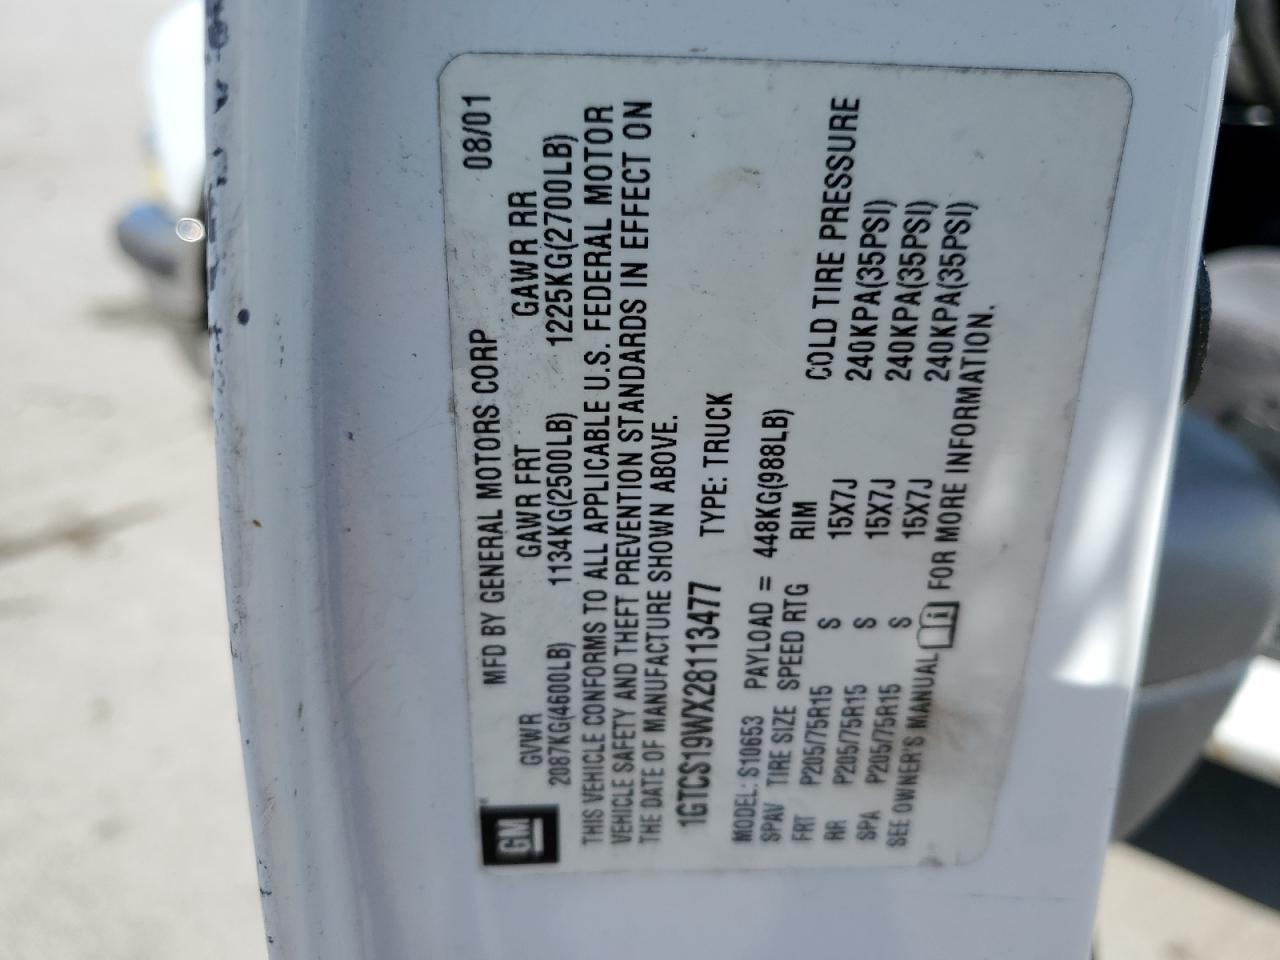 GM
MFD BY GENERAL MOTORS CORP 08/01
GVWR GAWR FRT GAWR RR
2087KG(4600LB) 1134KG(2500LB) 1225KG(2700LB)
THIS VEHICLE CONFORMS TO ALL APPLICABLE U.S. FEDERAL MOTOR
VEHICLE SAFETY AND THEFT PREVENTION STANDARDS IN EFFECT ON
THE DATE OF MANUFACTURE SHOWN ABOVE.
1GTCS19WX28113477 TYPE: TRUCK
MODEL: S10653 PAYLOAD = 448KG(988LB)
SPAV TIRE SIZE SPEED RTG RIM COLD TIRE PRESSURE
FRT P205/75R15 S 15X7J 240KPA(35PSI)
RR P205/75R15 S 15X7J 240KPA(35PSI)
SPA P205/75R15 S 15X7J 240KPA(35PSI)
SEE OWNER'S MANUAL i FOR MORE INFORMATION.